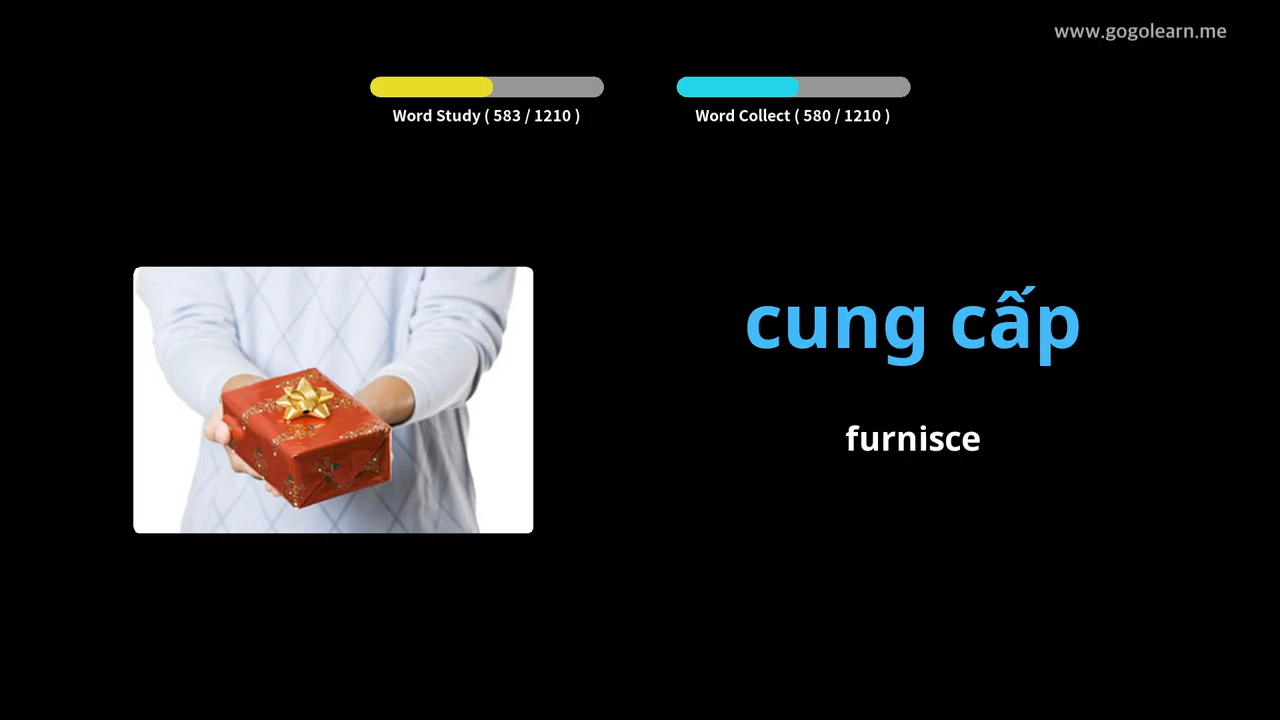 www.gogolearn.me
Word Study ( 583 / 1210 )
Word Collect ( 580 / 1210 )
cung cấp
furnisce